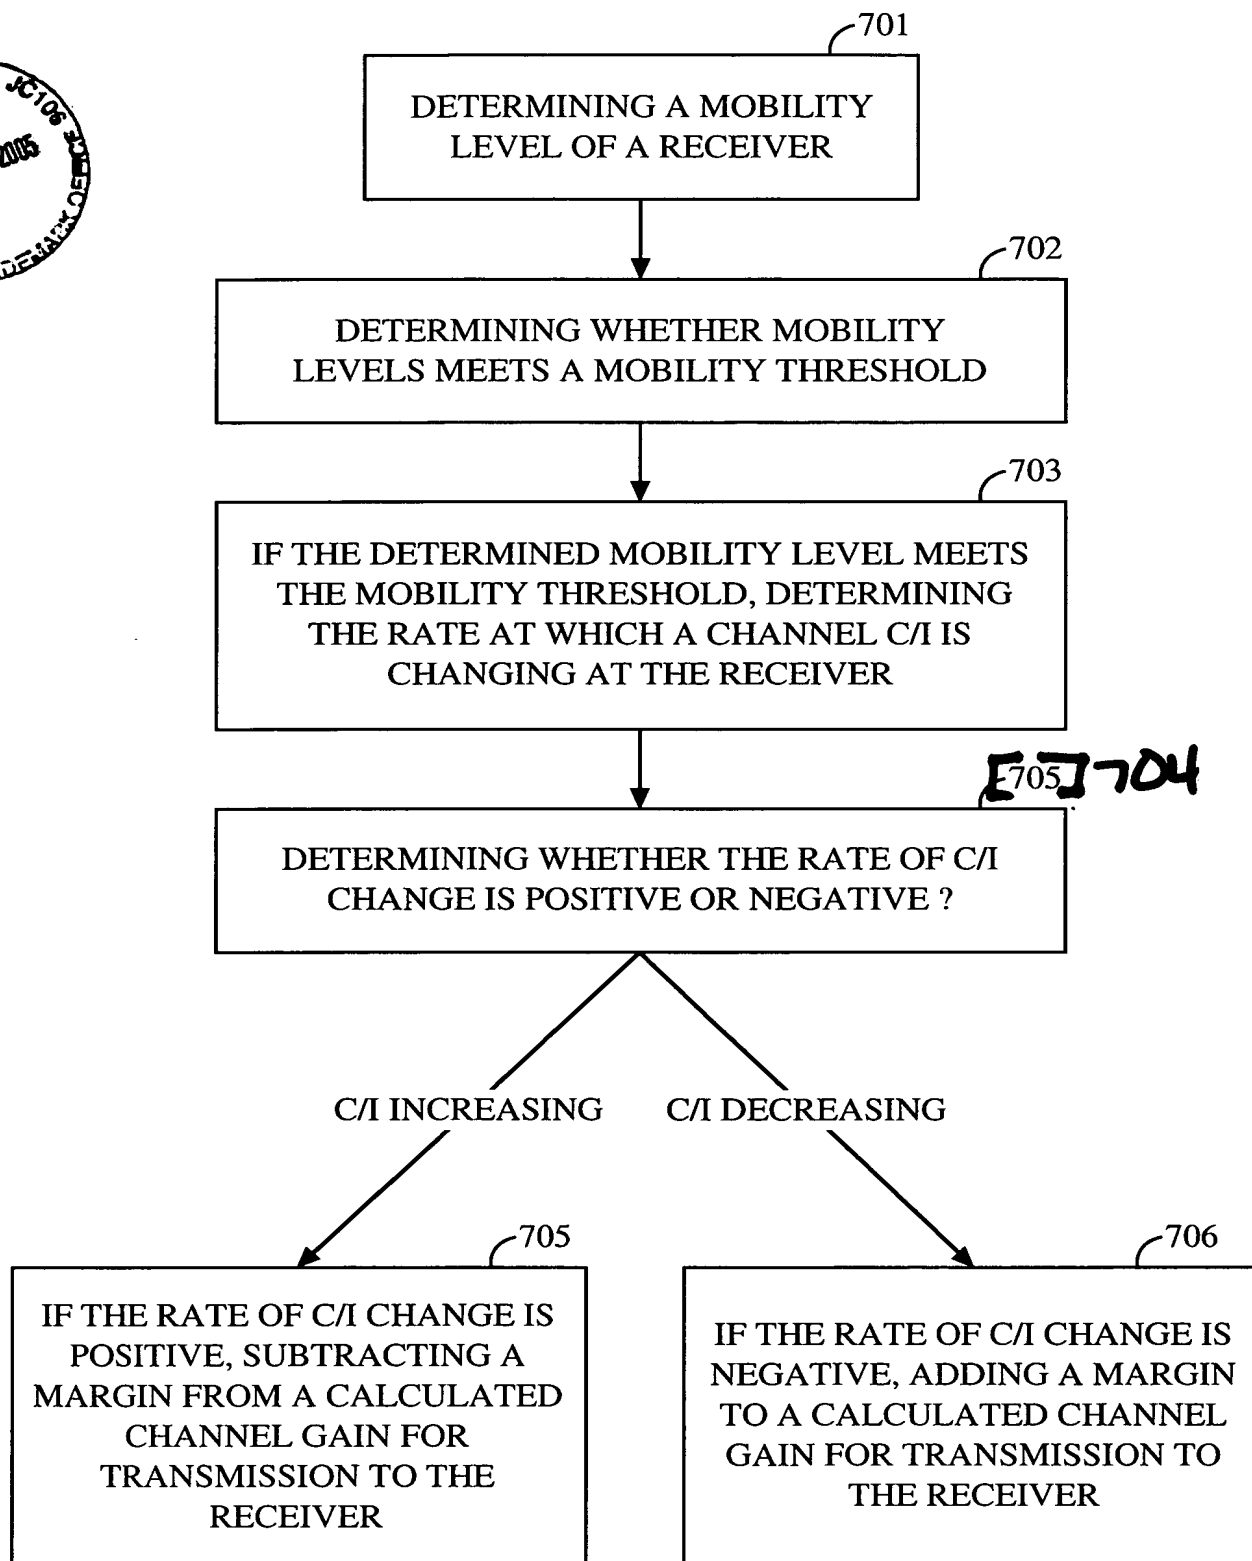 701
DETERMINING A MOBILITY
LEVEL OF A RECEIVER
JC106
2005
702
DETERMINING WHETHER MOBILITY
LEVELS MEETS A MOBILITY THRESHOLD
703
IF THE DETERMINED MOBILITY LEVEL MEETS
THE MOBILITY THRESHOLD, DETERMINING
THE RATE AT WHICH A CHANNEL C/I IS
CHANGING AT THE RECEIVER
[705] 704
DETERMINING WHETHER THE RATE OF C/I
CHANGE IS POSITIVE OR NEGATIVE ?
C/I INCREASING
C/I DECREASING
705
IF THE RATE OF C/I CHANGE IS
POSITIVE, SUBTRACTING A
MARGIN FROM A CALCULATED
CHANNEL GAIN FOR
TRANSMISSION TO THE
RECEIVER
706
IF THE RATE OF C/I CHANGE IS
NEGATIVE, ADDING A MARGIN
TO A CALCULATED CHANNEL
GAIN FOR TRANSMISSION TO
THE RECEIVER